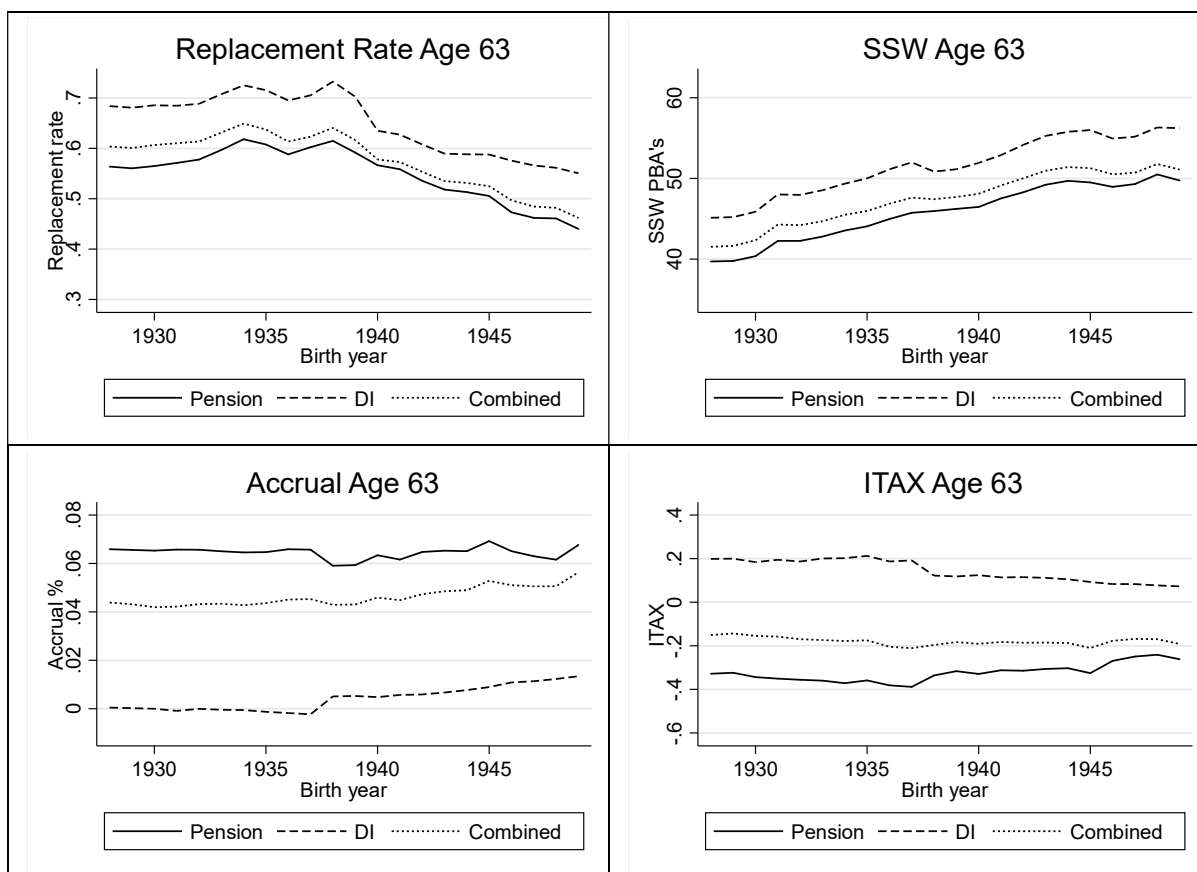 Replacement Rate Age 63
Replacement rate
.7
.6
.5
.4
.3
1930 1935 1940 1945
Birth year
Pension DI Combined
SSW Age 63
SSW PBA's
60
50
40
1930 1935 1940 1945
Birth year
Pension DI Combined
Accrual Age 63
Accrual %
.08
.06
.04
.02
0
1930 1935 1940 1945
Birth year
Pension DI Combined
ITAX Age 63
ITAX
.4
.2
0
-.2
-.4
-.6
1930 1935 1940 1945
Birth year
Pension DI Combined